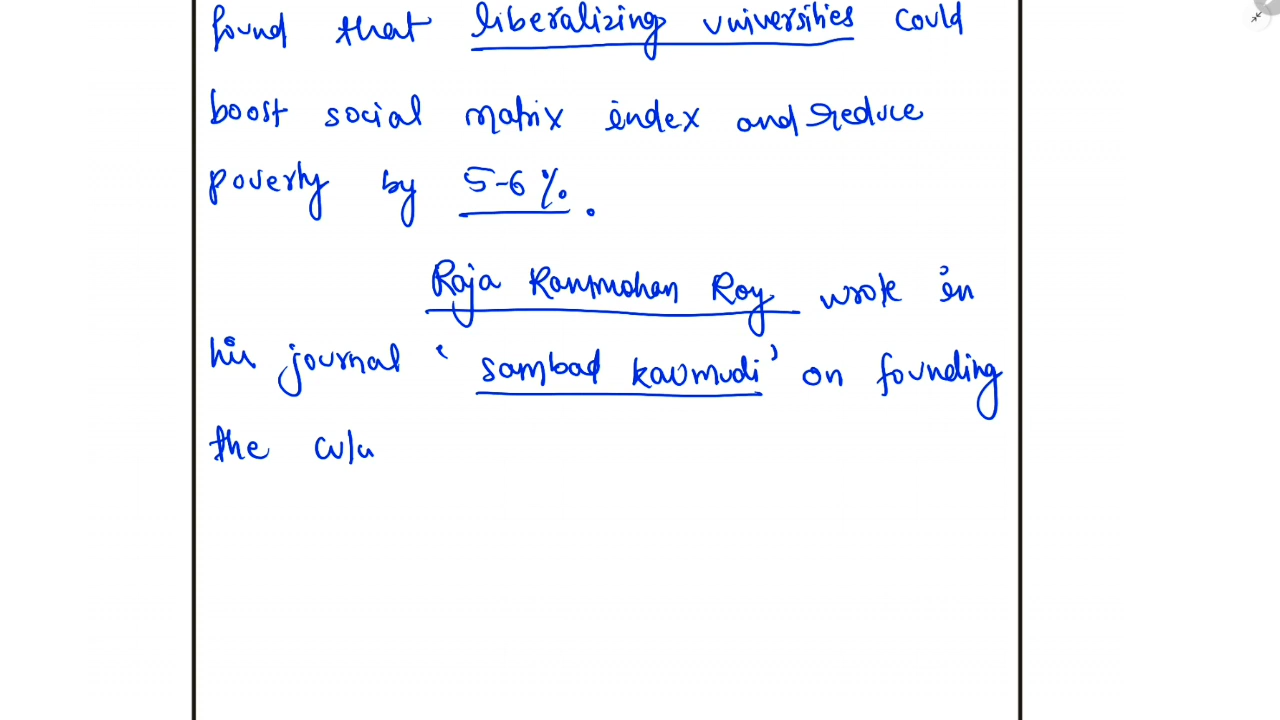 found that liberalizing universities could
boost social matrix index and reduce
poverty by 5-6%.
Raja Rammohan Roy wrote in
his journal ‘sambad kaumudi’ on founding
the